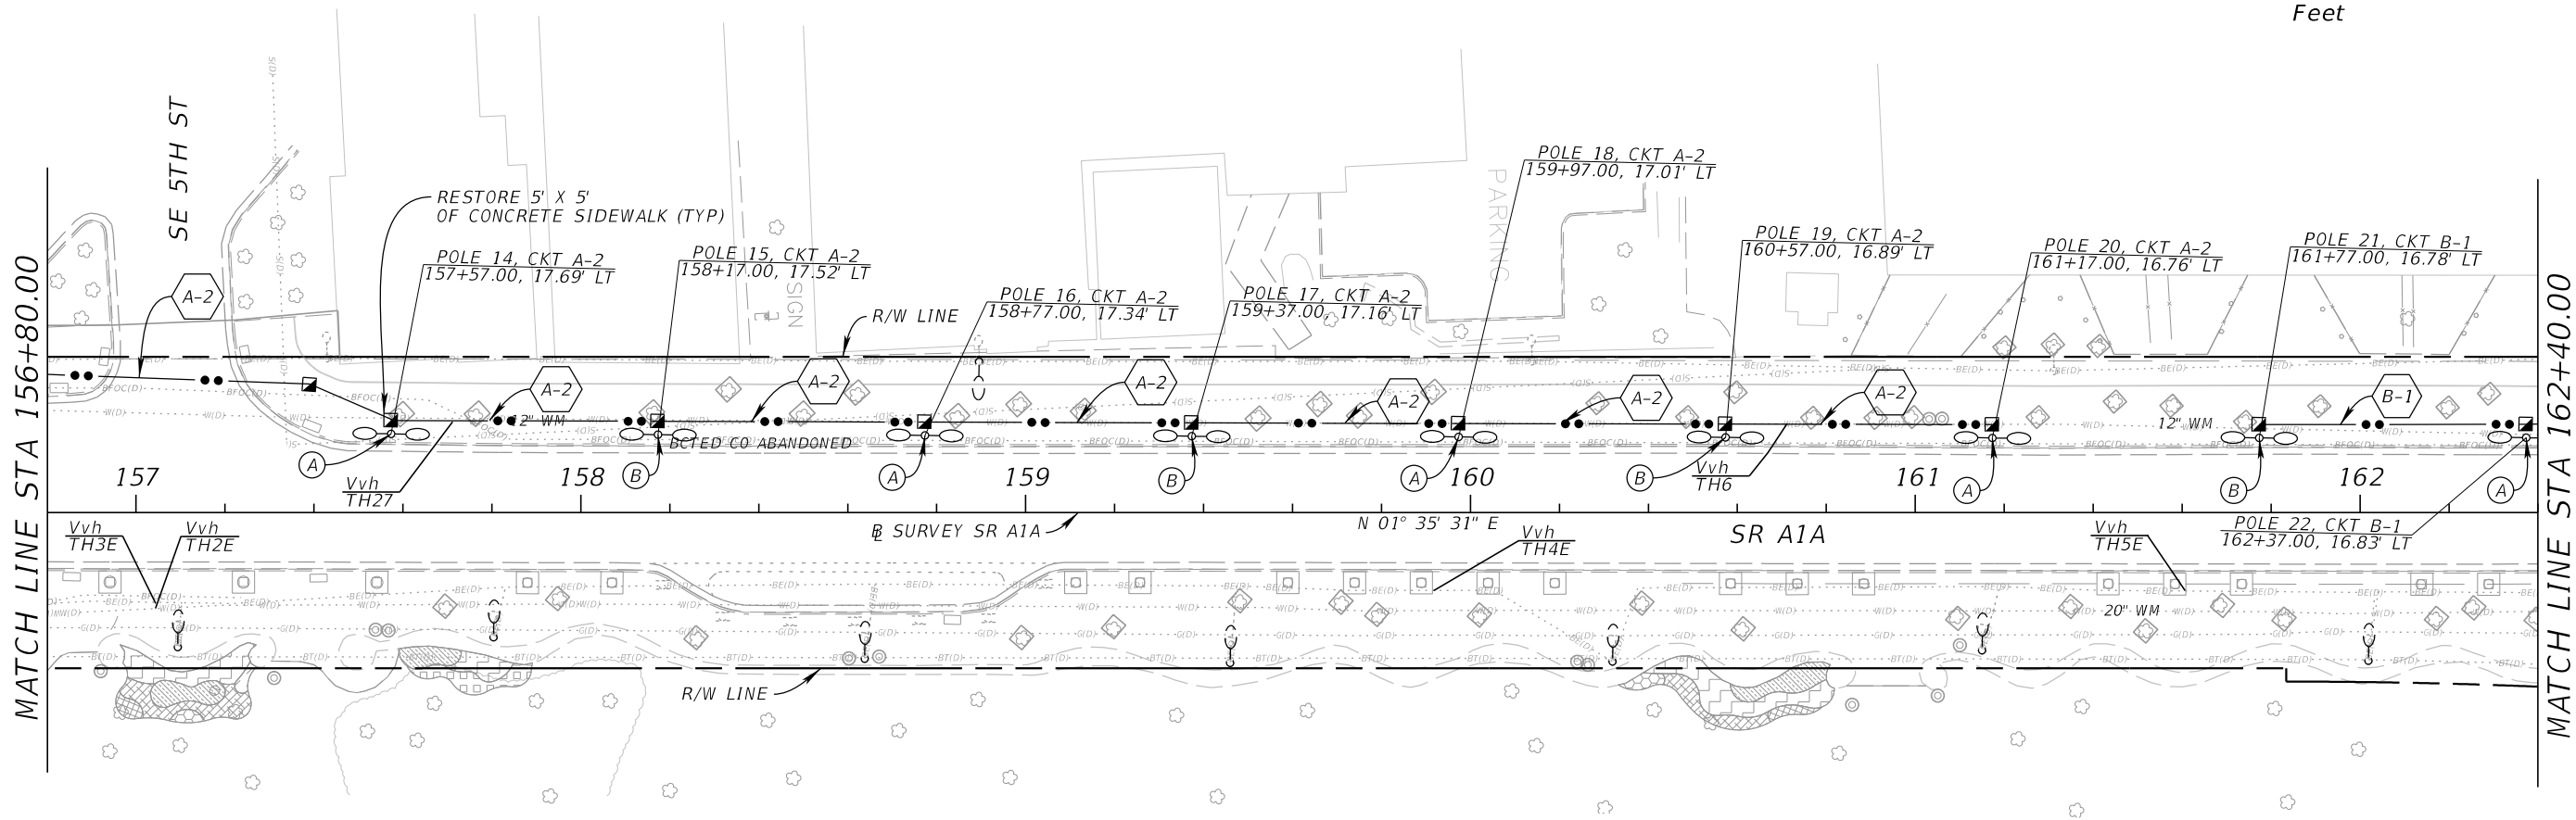 Feet
SE 5TH ST
PARKING
SIGN
RESTORE 5' X 5'
OF CONCRETE SIDEWALK (TYP)
POLE 14, CKT A-2
157+57.00, 17.69' LT
POLE 15, CKT A-2
158+17.00, 17.52' LT
POLE 16, CKT A-2
158+77.00, 17.34' LT
POLE 17, CKT A-2
159+37.00, 17.16' LT
POLE 18, CKT A-2
159+97.00, 17.01' LT
POLE 19, CKT A-2
160+57.00, 16.89' LT
POLE 20, CKT A-2
161+17.00, 16.76' LT
POLE 21, CKT B-1
161+77.00, 16.78' LT
R/W LINE
A-2
A-2
A-2
A-2
A-2
A-2
A-2
B-1
12" WM
BCTED CO ABANDONED
12" WM
A
B
A
B
A
B
A
B
A
157
158
159
160
161
162
Vvh
TH27
Vvh
TH6
MATCH LINE STA 156+80.00
MATCH LINE STA 162+40.00
Vvh
TH3E
Vvh
TH2E
B SURVEY SR A1A
N 01° 35' 31" E
Vvh
TH4E
SR A1A
Vvh
TH5E
POLE 22, CKT B-1
162+37.00, 16.83' LT
20" WM
R/W LINE